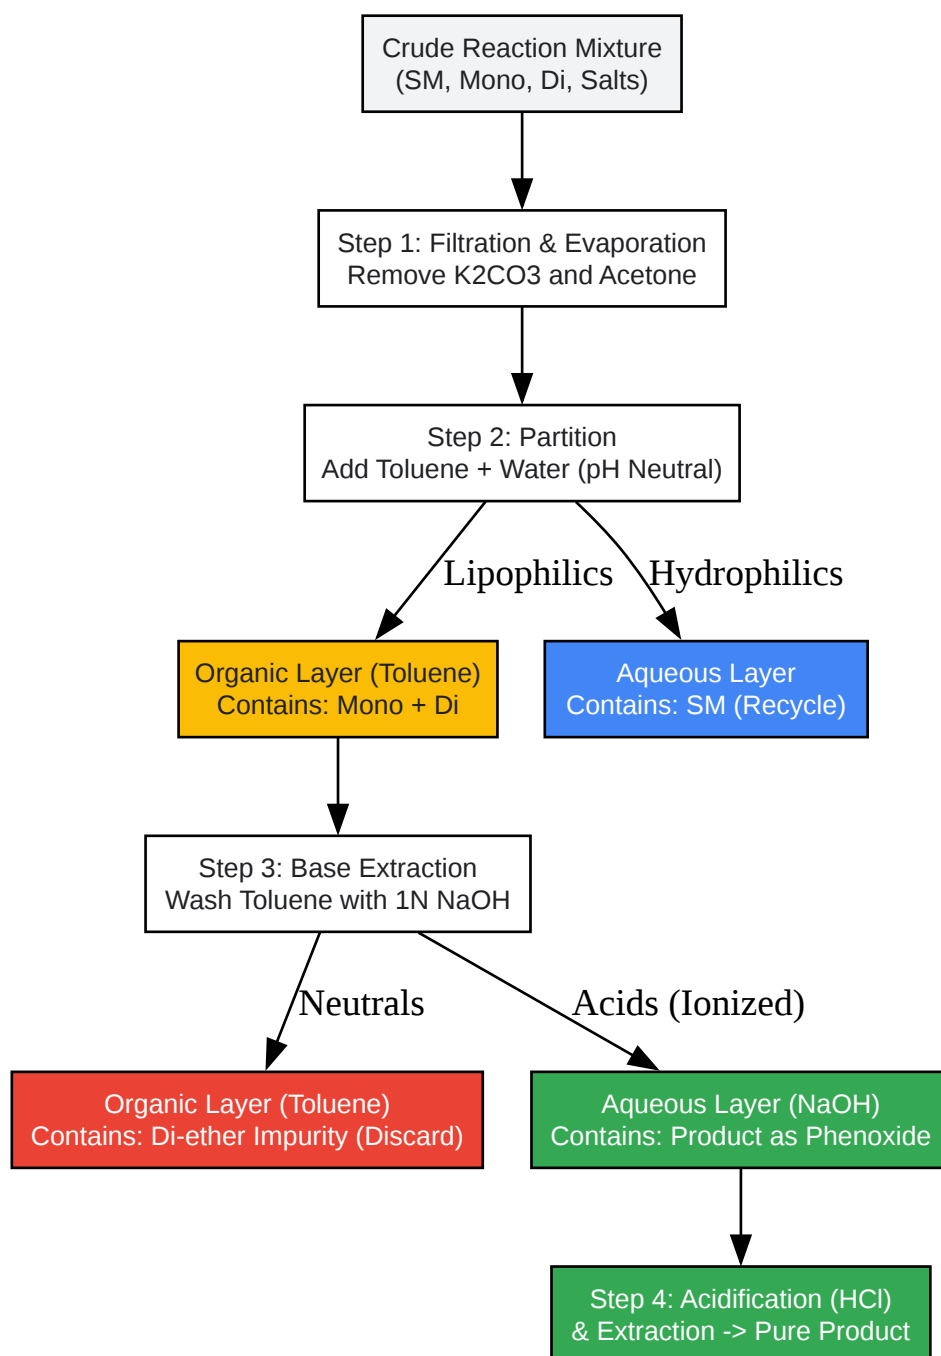 Crude Reaction Mixture
(SM, Mono, Di, Salts)
Step 1: Filtration & Evaporation
Remove K2CO3 and Acetone
Step 2: Partition
Add Toluene + Water (pH Neutral)
Lipophilics
Hydrophilics
Organic Layer (Toluene)
Contains: Mono + Di
Aqueous Layer
Contains: SM (Recycle)
Step 3: Base Extraction
Wash Toluene with 1N NaOH
Neutrals
Acids (Ionized)
Organic Layer (Toluene)
Contains: Di-ether Impurity (Discard)
Aqueous Layer (NaOH)
Contains: Product as Phenoxide
Step 4: Acidification (HCl)
& Extraction -> Pure Product